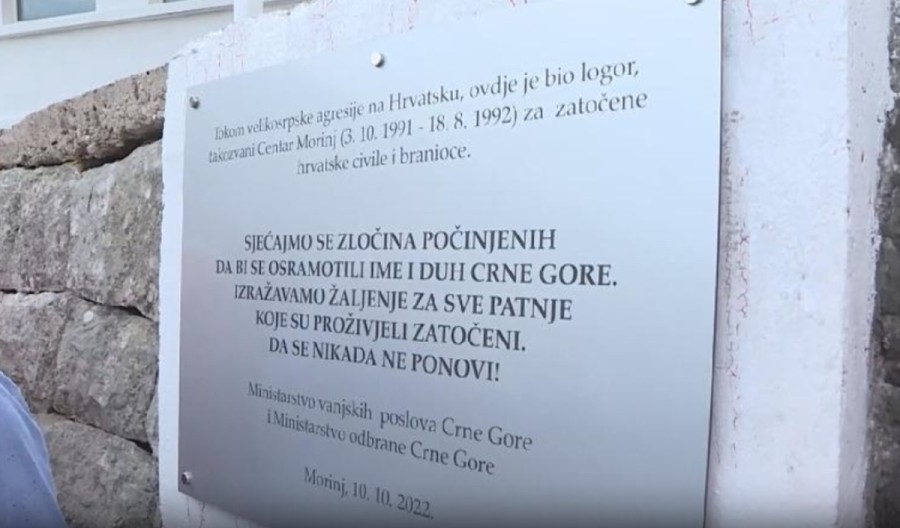 Tokom velikosrpske agresije na Hrvatsku, ovdje je bio logor,
takozvani Centar Morinj (3. 10. 1991 - 18. 8. 1992) za zatočene
hrvatske civile i branioce.
SJEĆAJMO SE ZLOČINA POČINJENIH
DA BI SE OSRAMOTILI IME I DUH CRNE GORE.
IZRAŽAVAMO ŽALJENJE ZA SVE PATNJE
KOJE SU PROŽIVJELI ZATOČENI.
DA SE NIKADA NE PONOVI!
Ministarstvo vanjskih poslova Crne Gore
i Ministarstvo odbrane Crne Gore
Morinj, 10. 10. 2022.